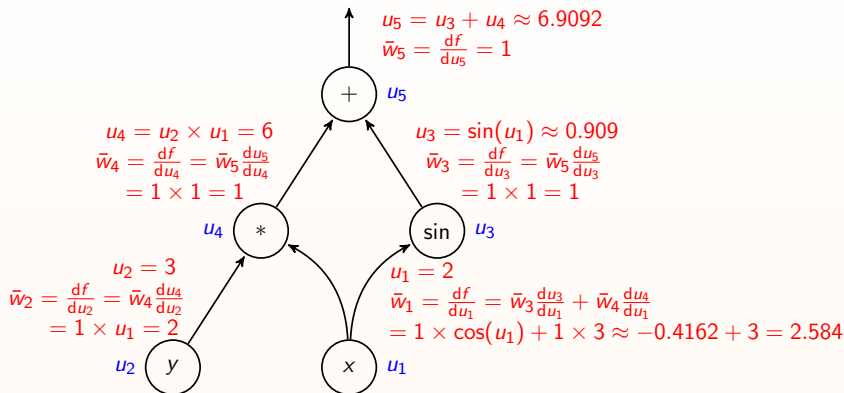 u₅ = u₃ + u₄ ≈ 6.9092
w̄₅ = df/du₅ = 1
+ u₅
u₄ = u₂ × u₁ = 6
w̄₄ = df/du₄ = w̄₅ du₅/du₄
= 1 × 1 = 1
u₃ = sin(u₁) ≈ 0.909
w̄₃ = df/du₃ = w̄₅ du₅/du₃
= 1 × 1 = 1
u₄ *
sin u₃
u₂ = 3
w̄₂ = df/du₂ = w̄₄ du₄/du₂
= 1 × u₁ = 2
u₁ = 2
w̄₁ = df/du₁ = w̄₃ du₃/du₁ + w̄₄ du₄/du₁
= 1 × cos(u₁) + 1 × 3 ≈ −0.4162 + 3 = 2.584
u₂ y
x u₁